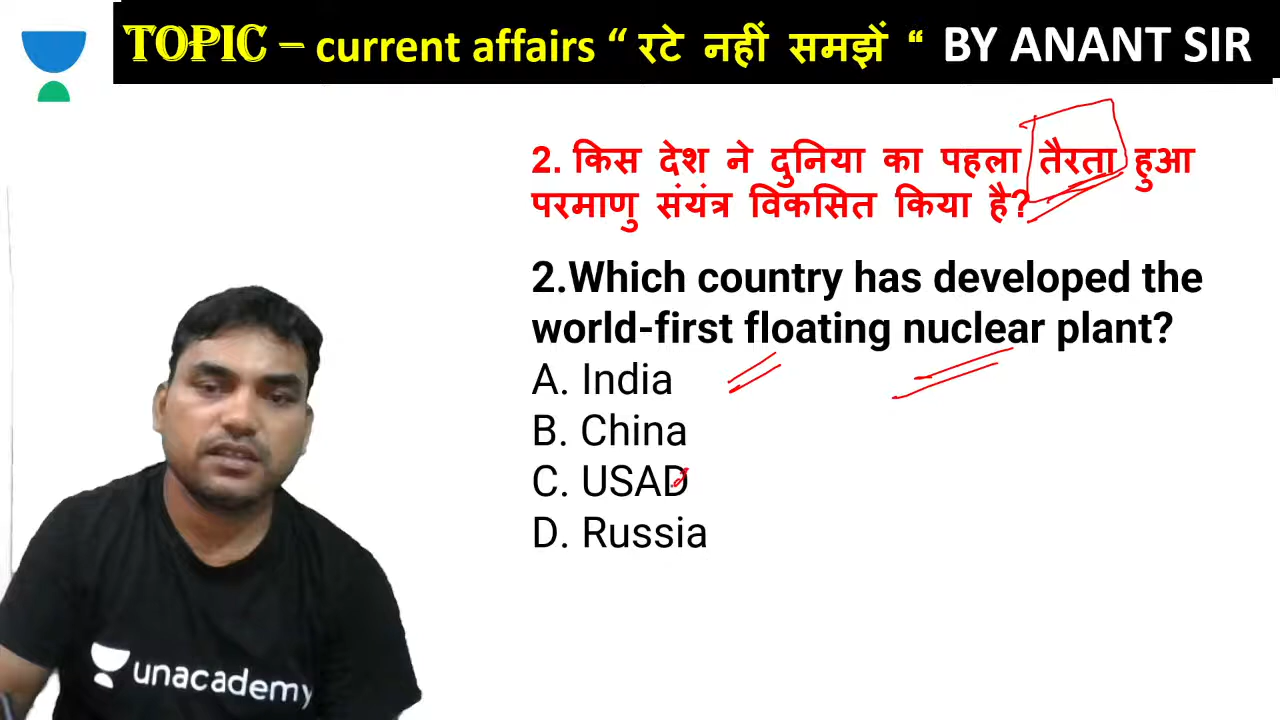 TOPIC – current affairs “ रटे नहीं समझें “ BY ANANT SIR
2. किस देश ने दुनिया का पहला तैरता हुआ
परमाणु संयंत्र विकसित किया है?
2.Which country has developed the
world-first floating nuclear plant?
A. India
B. China
C. USAD
D. Russia
unacademy